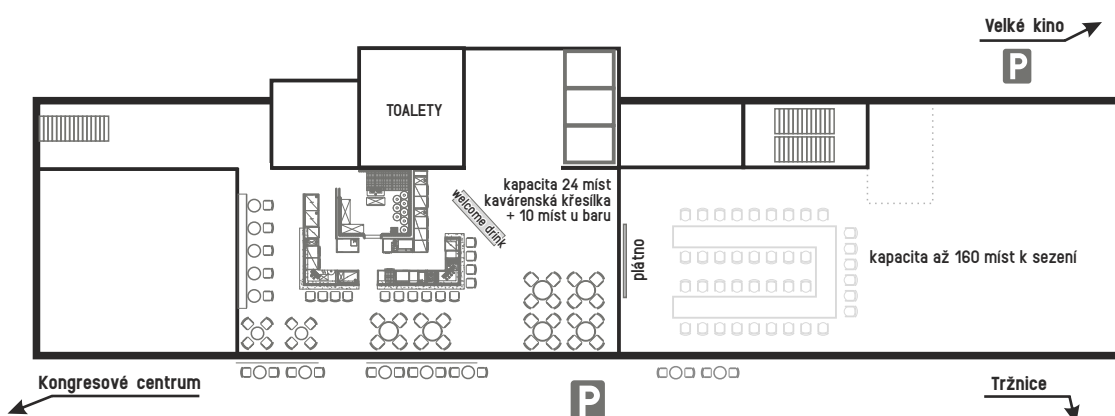 Velké kino
P
TOALETY
kapacita 24 míst
kavárenská křesílka
+ 10 míst u baru
welcome drink
plátno
kapacita až 160 míst k sezení
Kongresové centrum
P
Tržnice